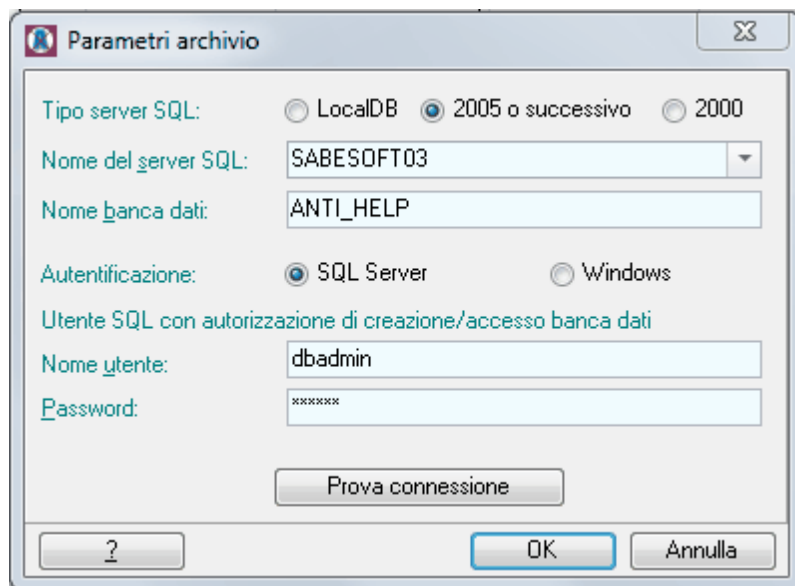 Parametri archivio
Tipo server SQL: LocalDB 2005 o successivo 2000
Nome del server SQL: SABESOFT03
Nome banca dati: ANTI_HELP
Autentificazione: SQL Server Windows
Utente SQL con autorizzazione di creazione/accesso banca dati
Nome utente: dbadmin
Password: ******
Prova connessione
? OK Annulla